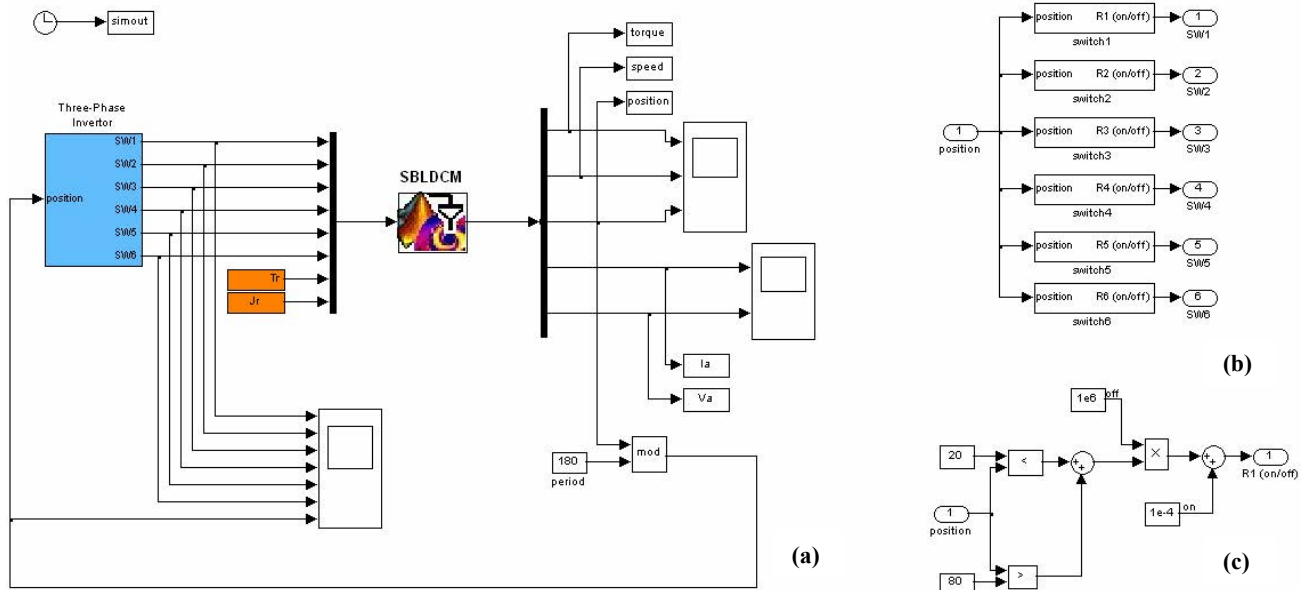 simout
torque
speed
position
Three-Phase
Invertor
SW1
SW2
SW3
SW4
SW5
SW6
position
SBLDCM
Tr
Jr
Ia
Va
mod
180
period
(a)
position R1 (on/off) 1
switch1 SW1
position R2 (on/off) 2
switch2 SW2
position R3 (on/off) 3
switch3 SW3
1
position
position R4 (on/off) 4
switch4 SW4
position R5 (on/off) 5
switch5 SW5
position R6 (on/off) 6
switch6 SW6
(b)
1e6 off
20
<
+
+
×
+
+
1
R1 (on/off)
1
position
1e-4 on
80
>
(c)